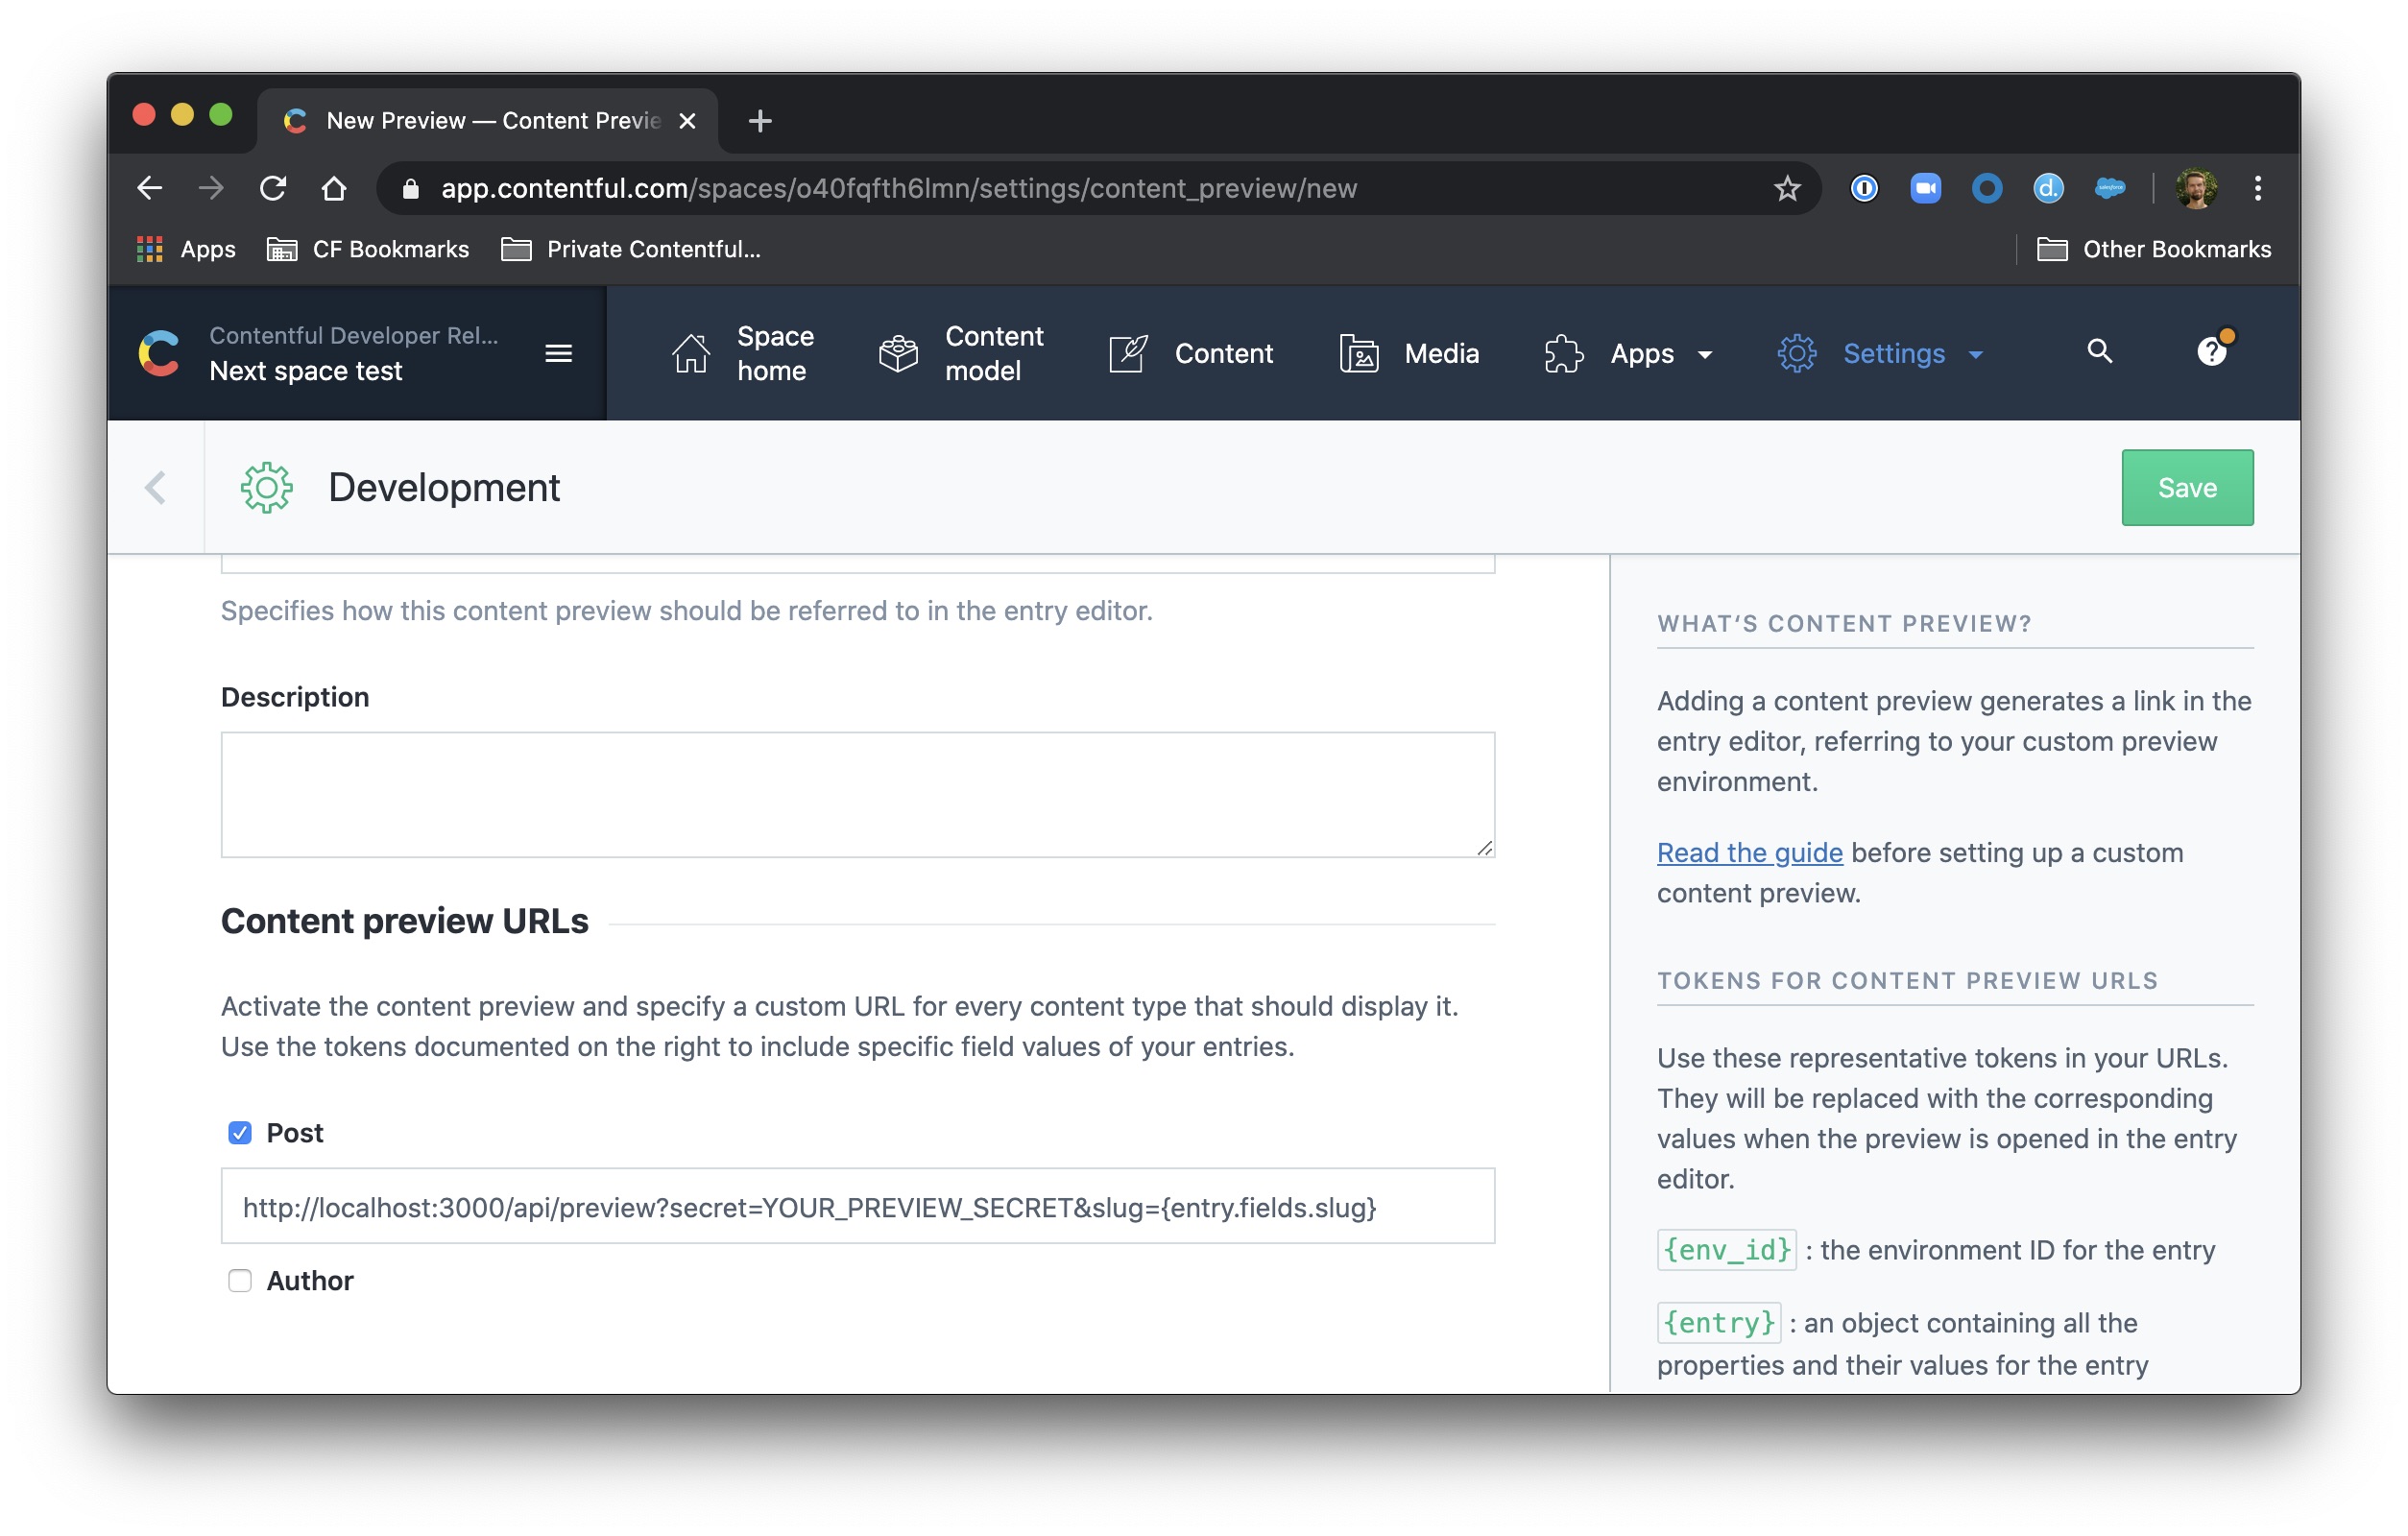 New Preview — Content Previe
app.contentful.com/spaces/o40fqfth6lmn/settings/content_preview/new
d.
Apps
CF Bookmarks
Private Contentful...
Other Bookmarks
Contentful Developer Rel...
Next space test
Space home
Content model
Content
Media
Apps
Settings
?
Development
Save
Specifies how this content preview should be referred to in the entry editor.
Description
Content preview URLs
Activate the content preview and specify a custom URL for every content type that should display it.
Use the tokens documented on the right to include specific field values of your entries.
Post
http://localhost:3000/api/preview?secret=YOUR_PREVIEW_SECRET&slug={entry.fields.slug}
Author
WHAT‘S CONTENT PREVIEW?
Adding a content preview generates a link in the
entry editor, referring to your custom preview
environment.
Read the guide before setting up a custom
content preview.
TOKENS FOR CONTENT PREVIEW URLS
Use these representative tokens in your URLs.
They will be replaced with the corresponding
values when the preview is opened in the entry
editor.
{env_id} : the environment ID for the entry
{entry} : an object containing all the
properties and their values for the entry